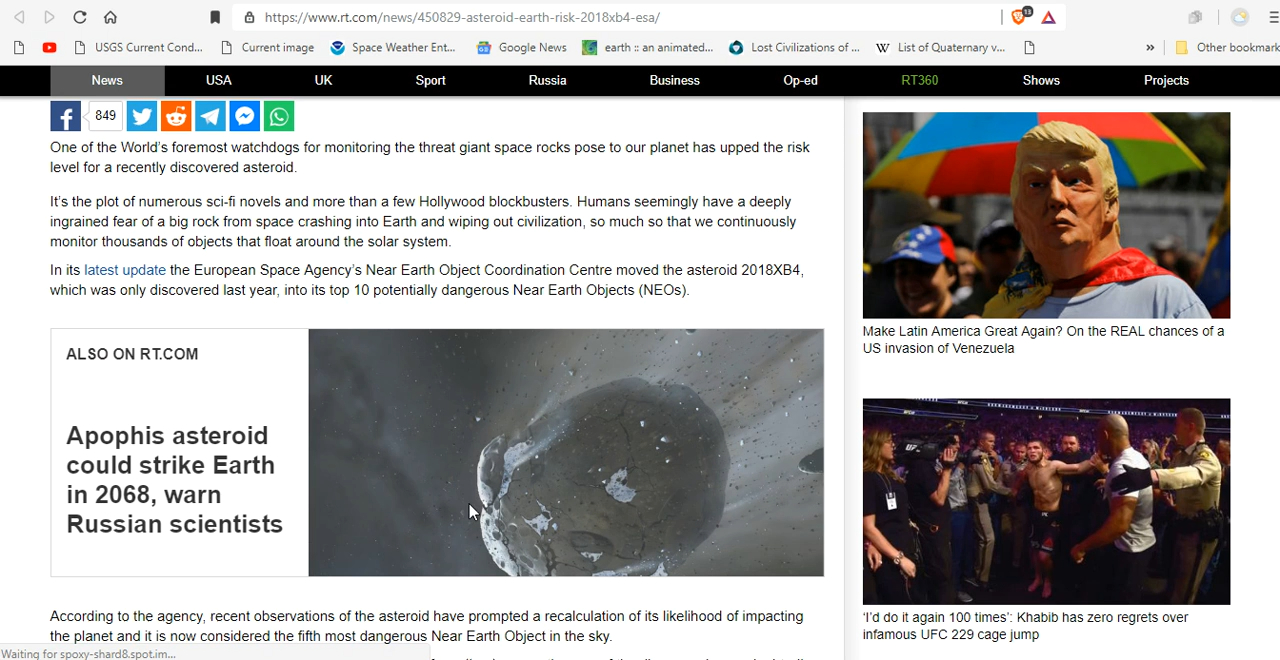 https://www.rt.com/news/450829-asteroid-earth-risk-2018xb4-esa/
13
USGS Current Cond...
Current image
Space Weather Ent...
Google News
earth :: an animated...
Lost Civilizations of ...
W
List of Quaternary v...
»
Other bookmark
News
USA
UK
Sport
Russia
Business
Op-ed
RT360
Shows
Projects
849
One of the World’s foremost watchdogs for monitoring the threat giant space rocks pose to our planet has upped the risk
level for a recently discovered asteroid.
It’s the plot of numerous sci-fi novels and more than a few Hollywood blockbusters. Humans seemingly have a deeply
ingrained fear of a big rock from space crashing into Earth and wiping out civilization, so much so that we continuously
monitor thousands of objects that float around the solar system.
In its latest update the European Space Agency’s Near Earth Object Coordination Centre moved the asteroid 2018XB4,
which was only discovered last year, into its top 10 potentially dangerous Near Earth Objects (NEOs).
ALSO ON RT.COM
Apophis asteroid
could strike Earth
in 2068, warn
Russian scientists
According to the agency, recent observations of the asteroid have prompted a recalculation of its likelihood of impacting
the planet and it is now considered the fifth most dangerous Near Earth Object in the sky.
Waiting for spoxy-shard8.spot.im...
Make Latin America Great Again? On the REAL chances of a
US invasion of Venezuela
‘I’d do it again 100 times’: Khabib has zero regrets over
infamous UFC 229 cage jump